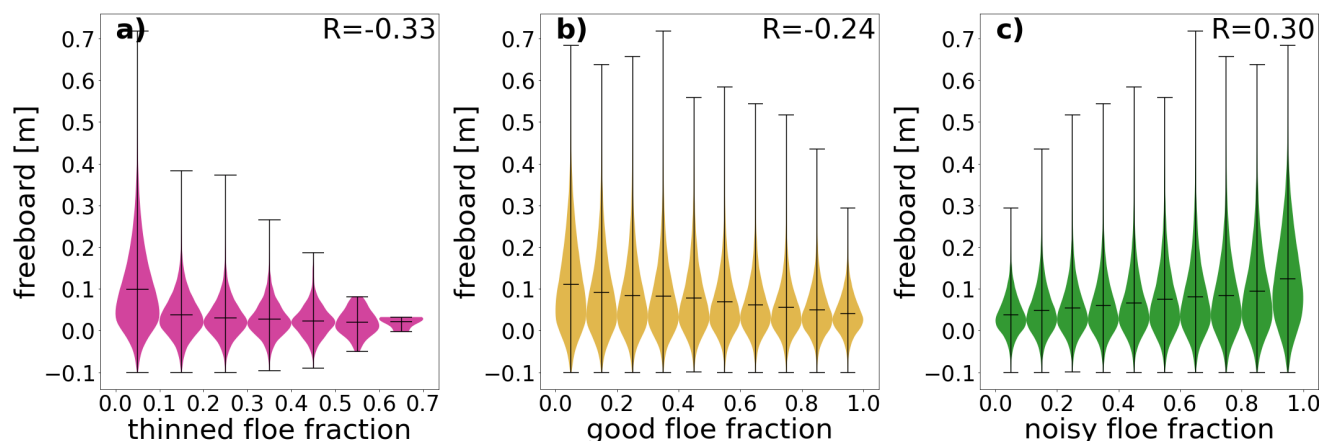 a)
R=-0.33
freeboard [m]
0.7
0.6
0.5
0.4
0.3
0.2
0.1
0.0
−0.1
0.0 0.1 0.2 0.3 0.4 0.5 0.6 0.7
thinned floe fraction
b)
R=-0.24
freeboard [m]
0.7
0.6
0.5
0.4
0.3
0.2
0.1
0.0
−0.1
0.0 0.2 0.4 0.6 0.8 1.0
good floe fraction
c)
R=0.30
freeboard [m]
0.7
0.6
0.5
0.4
0.3
0.2
0.1
0.0
−0.1
0.0 0.2 0.4 0.6 0.8 1.0
noisy floe fraction